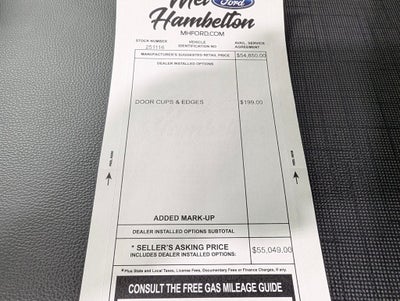 Mel
Ford
Hambelton
MHFORD.COM
STOCK NUMBER VEHICLE IDENTIFICATION NO AVAIL. SERVICE AGREEMENT
251116
MANUFACTURER'S SUGGESTED RETAIL PRICE $54,850.00
DEALER INSTALLED OPTIONS
DOOR CUPS & EDGES $199.00
ADDED MARK-UP
DEALER INSTALLED OPTIONS SUBTOTAL
* SELLER'S ASKING PRICE $55,049.00
INCLUDES DEALER INSTALLED OPTIONS:
*Plus State and Local Taxes, License Fees, Documentary Fees or Finance Charges, if any.
CONSULT THE FREE GAS MILEAGE GUIDE